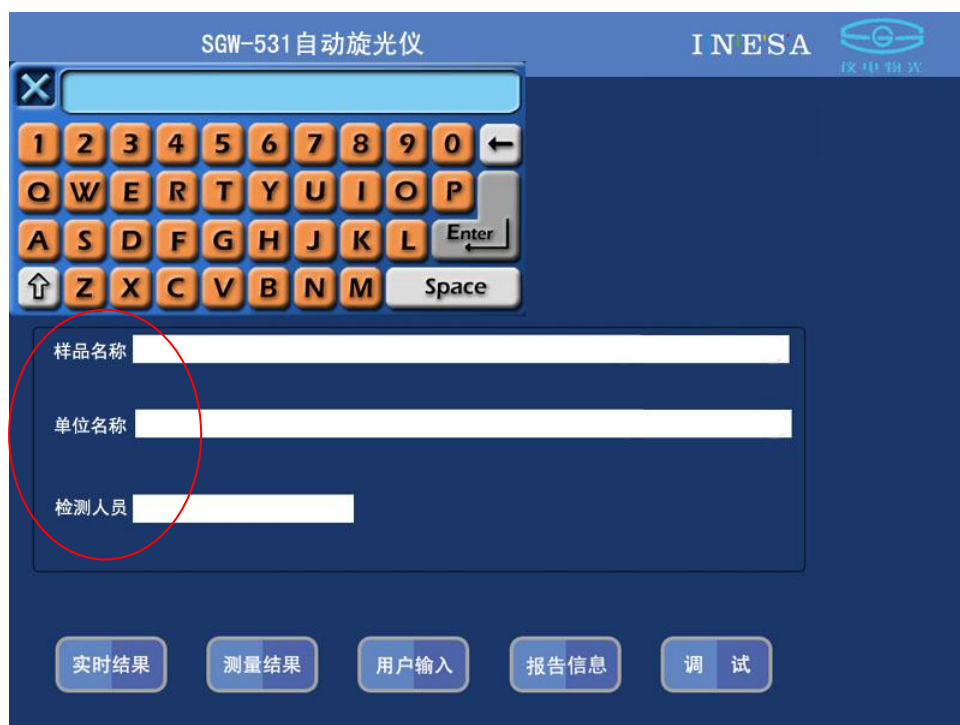 SGW-531自动旋光仪
INESA
仪电物光
1 2 3 4 5 6 7 8 9 0 ←
Q W E R T Y U I O P
A S D F G H J K L Enter
Z X C V B N M Space
样品名称
单位名称
检测人员
实时结果 测量结果 用户输入 报告信息 调 试